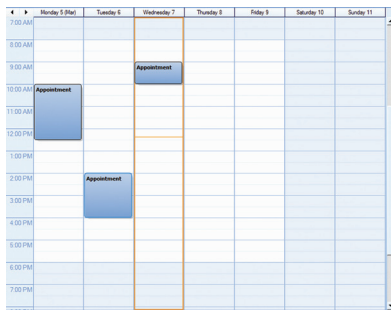 Monday 5 (Mar) Tuesday 6 Wednesday 7 Thursday 8 Friday 9 Saturday 10 Sunday 11
7:00 AM
8:00 AM
9:00 AM Appointment
10:00 AM Appointment
11:00 AM
12:00 PM
1:00 PM
2:00 PM Appointment
3:00 PM
4:00 PM
5:00 PM
6:00 PM
7:00 PM